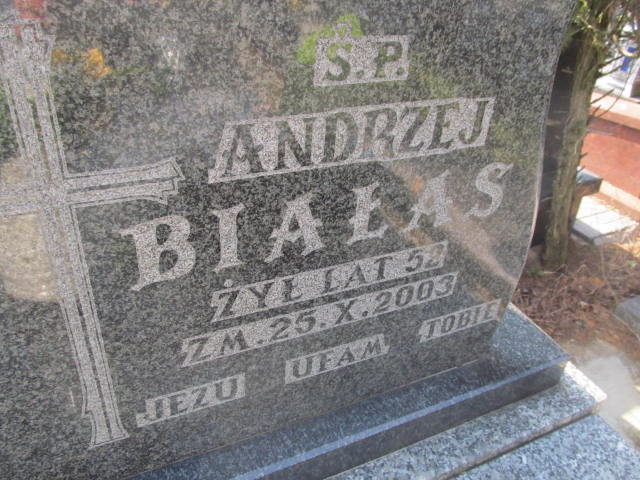 Ś.P.
ANDRZEJ
BIAŁAS
ŻYŁ LAT 52
ZM. 25. X. 2003
JEZU UFAM TOBIE